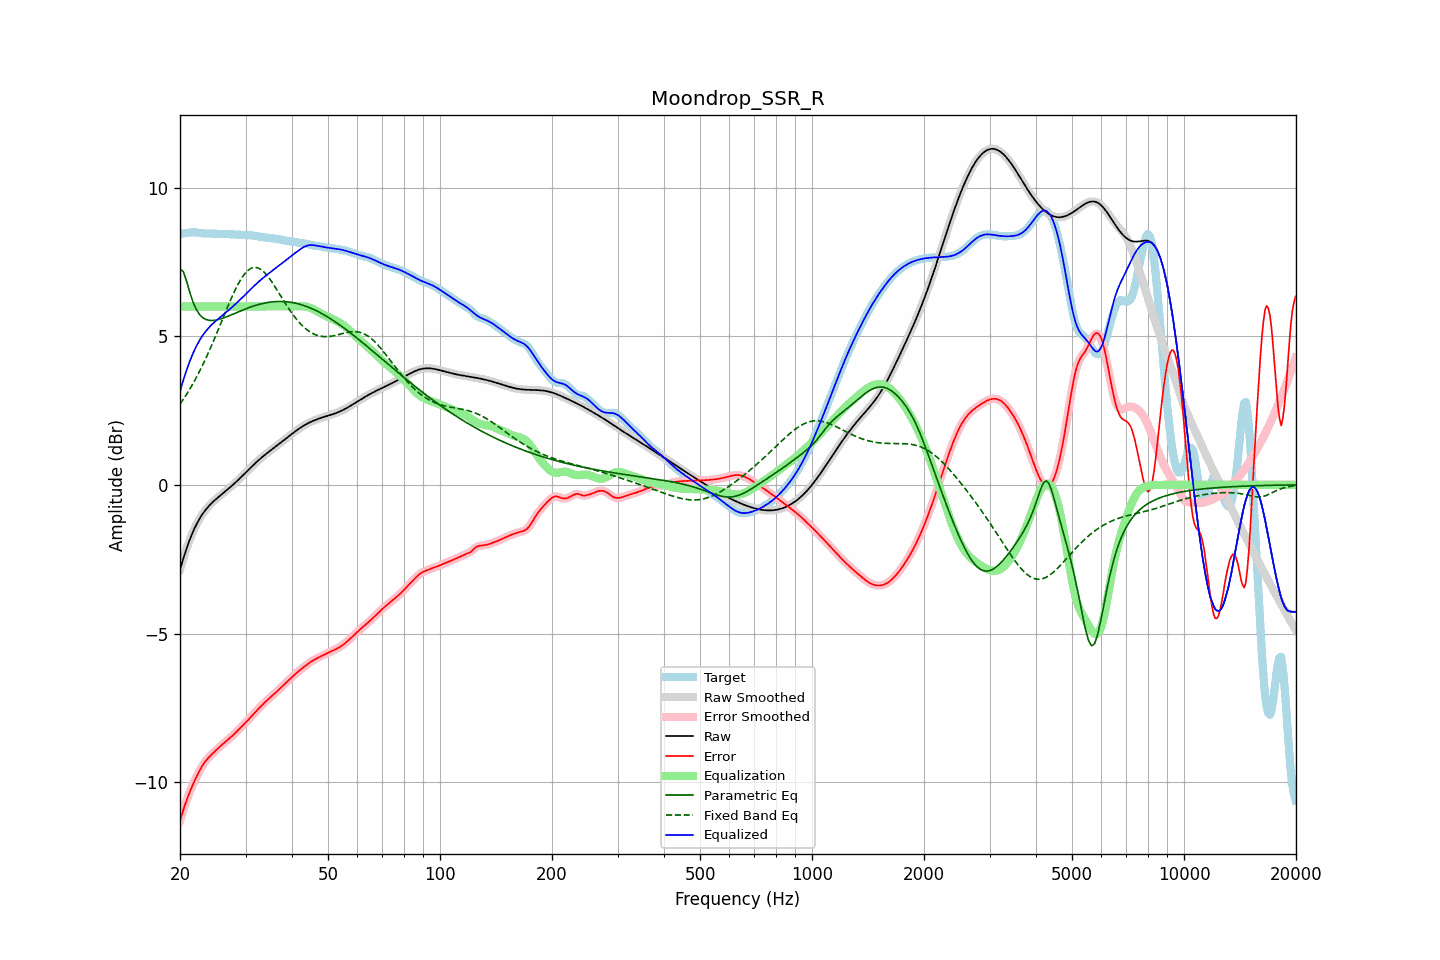 Moondrop_SSR_R
Amplitude (dBr)
10
5
0
−5
−10
Target
Raw Smoothed
Error Smoothed
Raw
Error
Equalization
Parametric Eq
Fixed Band Eq
Equalized
20 50 100 200 500 1000 2000 5000 10000 20000
Frequency (Hz)